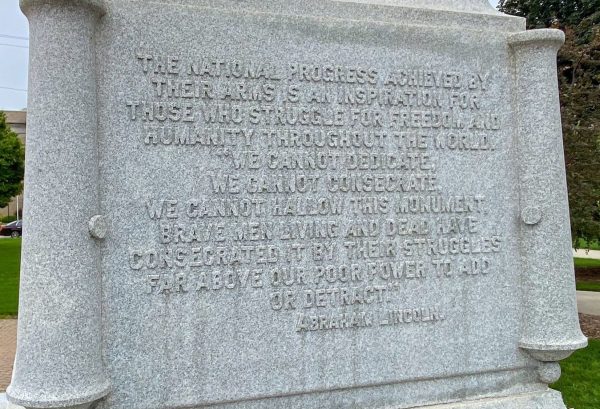 THE NATIONAL PROGRESS ACHIEVED BY
THEIR ARMS IS AN INSPIRATION FOR
THOSE WHO STRUGGLE FOR FREEDOM AND
HUMANITY THROUGHOUT THE WORLD.
"WE CANNOT DEDICATE,
WE CANNOT CONSECRATE,
WE CANNOT HALLOW THIS MONUMENT,
BRAVE MEN LIVING AND DEAD HAVE
CONSECRATED IT BY THEIR STRUGGLES
FAR ABOVE OUR POOR POWER TO ADD
OR DETRACT."
ABRAHAM LINCOLN.